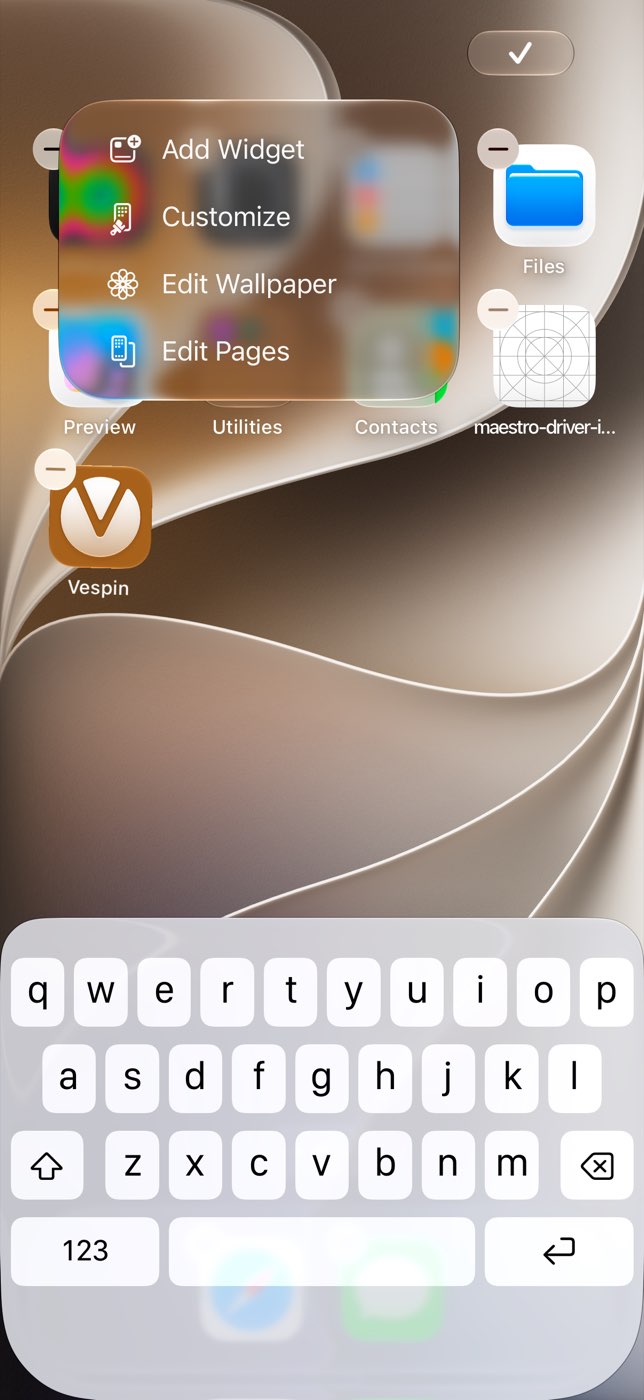 Add Widget
Customize
Edit Wallpaper
Edit Pages
Files
Preview
Utilities
Contacts
maestro-driver-i...
Vespin
q w e r t y u i o p
a s d f g h j k l
z x c v b n m
123